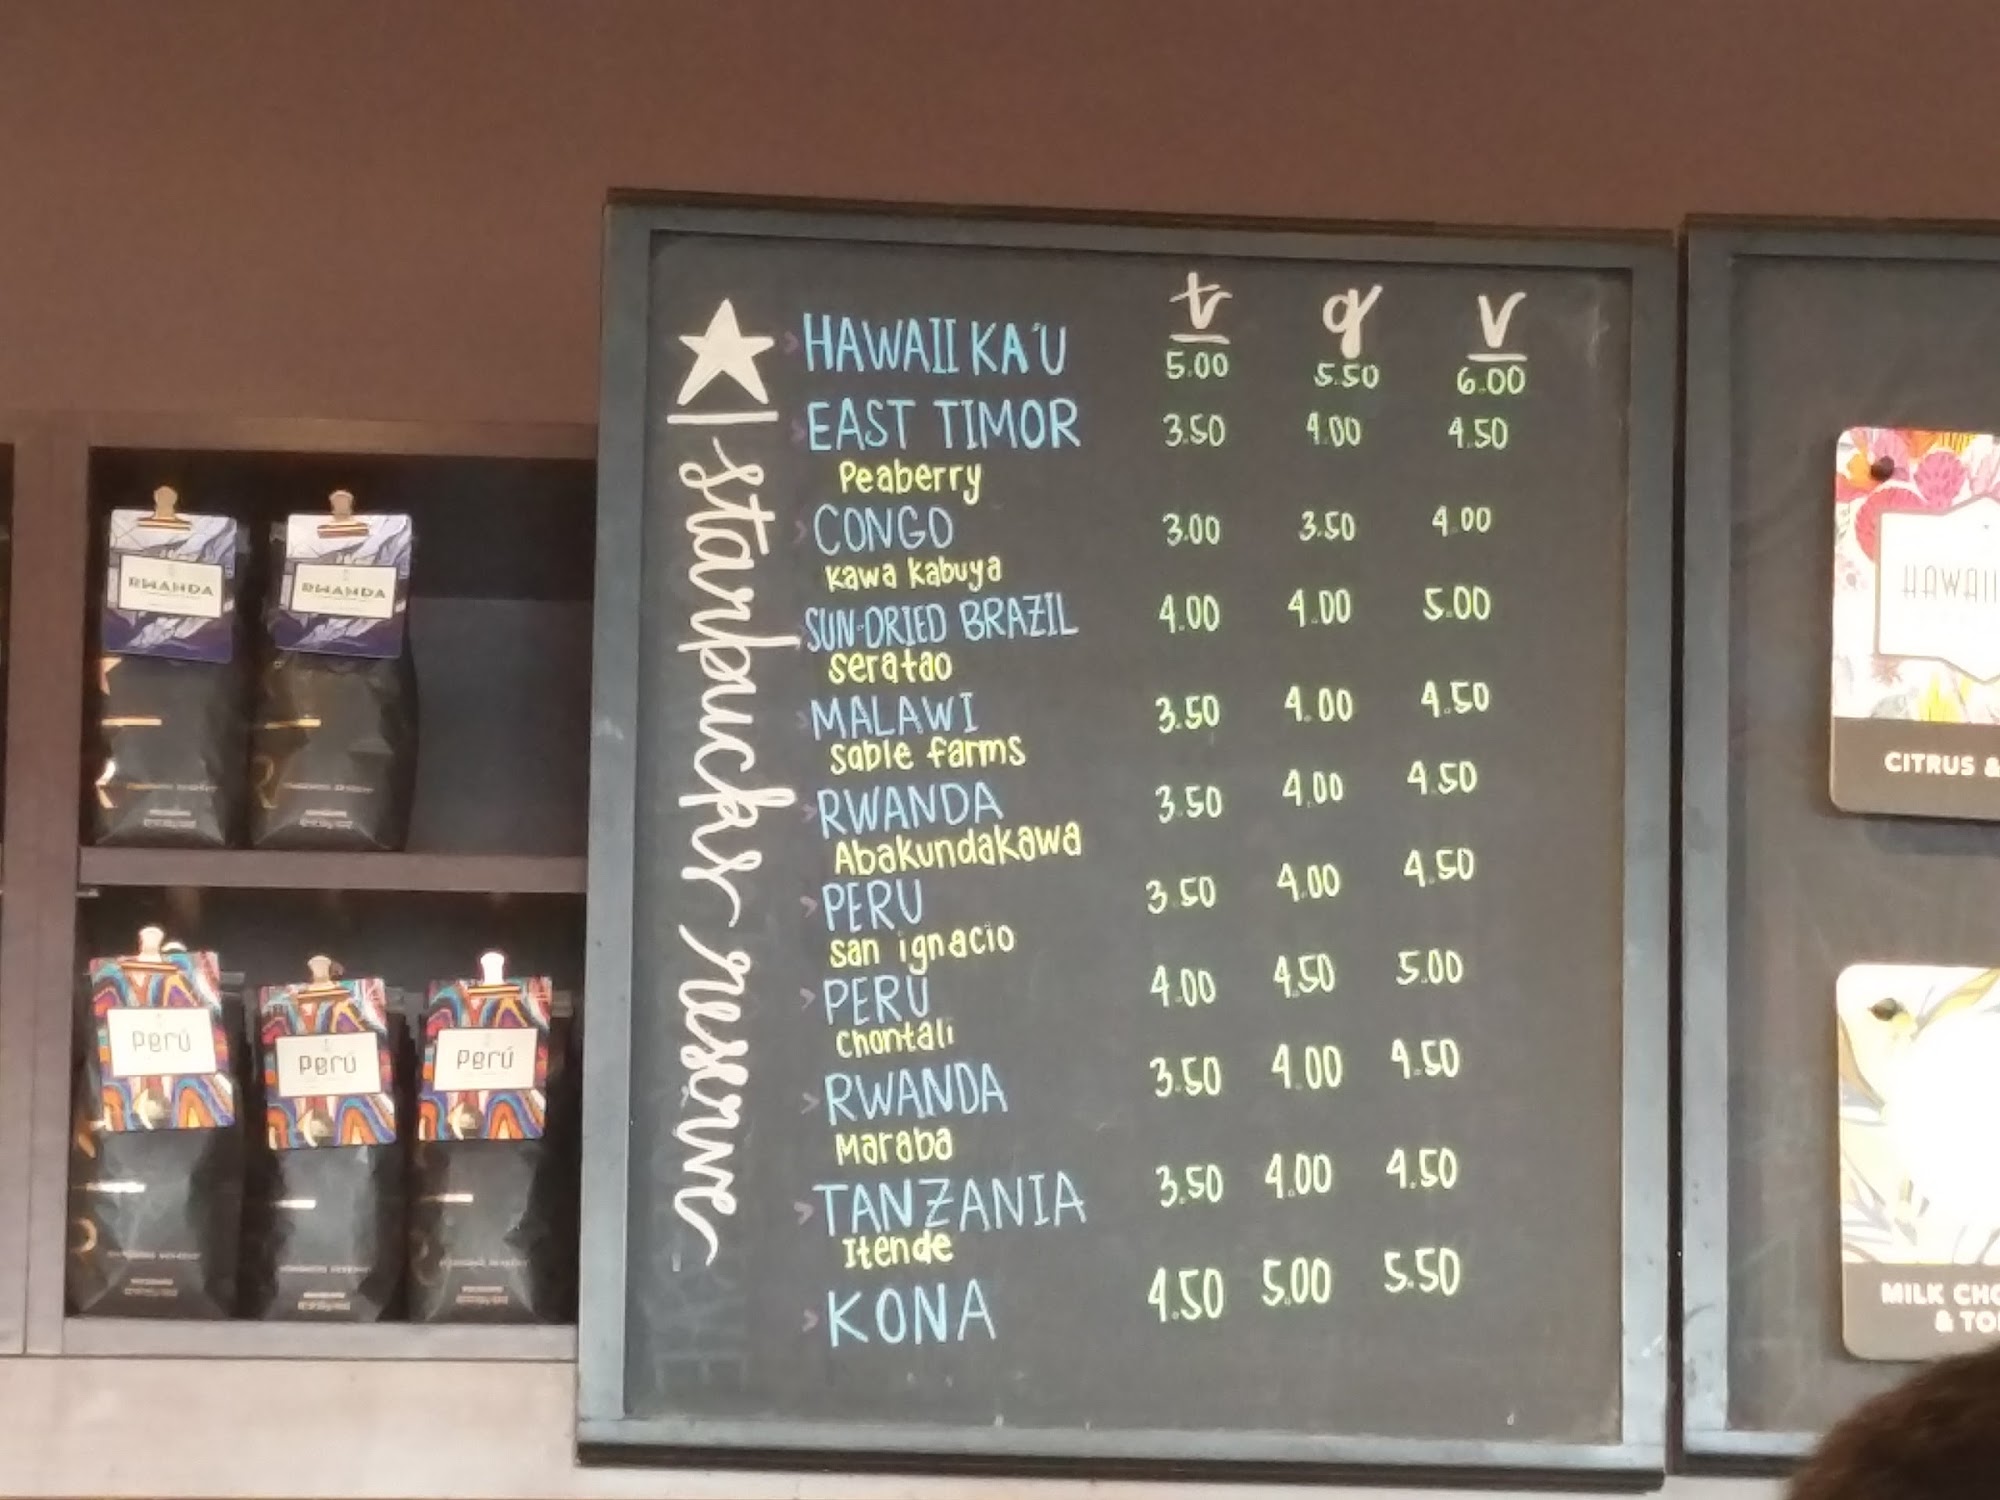 t g v
HAWAII KA'U 5.00 5.50 6.00
EAST TIMOR 3.50 4.00 4.50
Peaberry
CONGO 3.00 3.50 4.00
Kawa Kabuya
SUN-DRIED BRAZIL 4.00 4.00 5.00
Seratao
MALAWI 3.50 4.00 4.50
Sable farms
RWANDA 3.50 4.00 4.50
Abakundakawa
PERU 3.50 4.00 4.50
San ignacio
PERU 4.00 4.50 5.00
Chontali
RWANDA 3.50 4.00 4.50
Maraba
TANZANIA 3.50 4.00 4.50
Itende
KONA 4.50 5.00 5.50
starbucks reserve
RWANDA
RWANDA
Perú
Perú
Perú
HAWAII
CITRUS &
MILK CHO
& TO